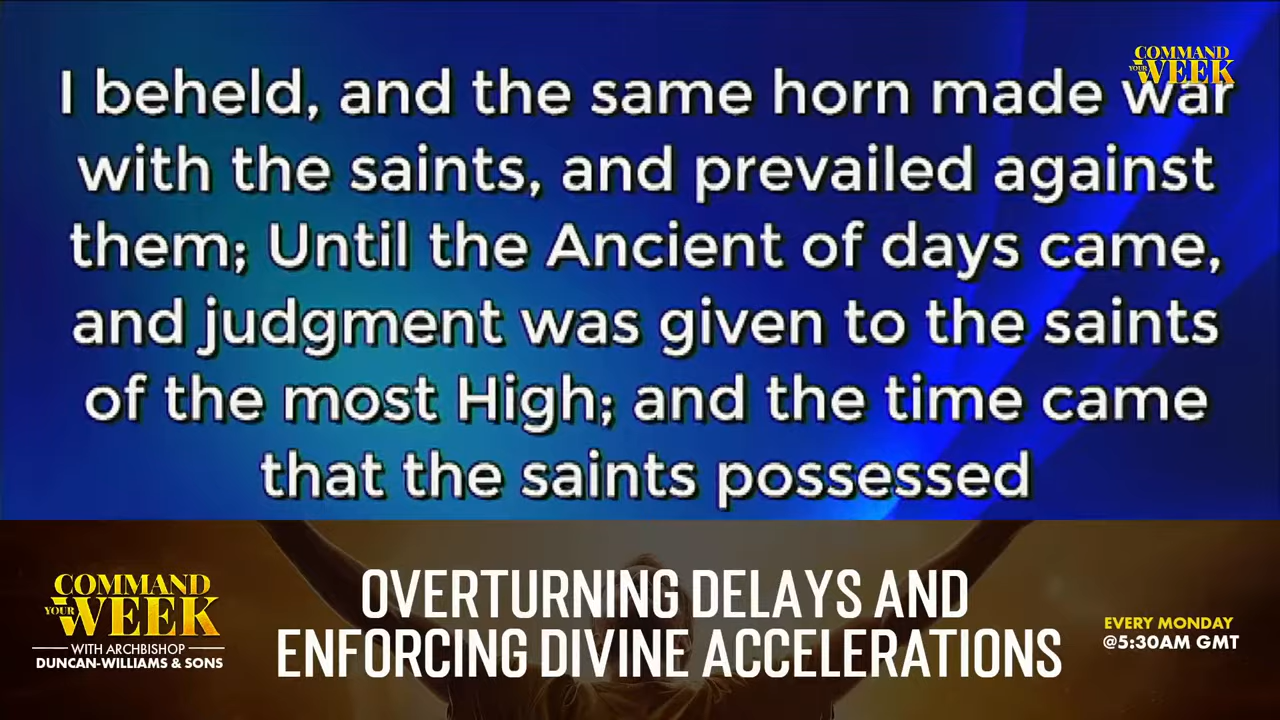 COMMAND
YOUR WEEK
I beheld, and the same horn made war
with the saints, and prevailed against
them; Until the Ancient of days came,
and judgment was given to the saints
of the most High; and the time came
that the saints possessed
COMMAND
YOUR WEEK
WITH ARCHBISHOP
DUNCAN-WILLIAMS & SONS
OVERTURNING DELAYS AND
ENFORCING DIVINE ACCELERATIONS
EVERY MONDAY
@5:30AM GMT